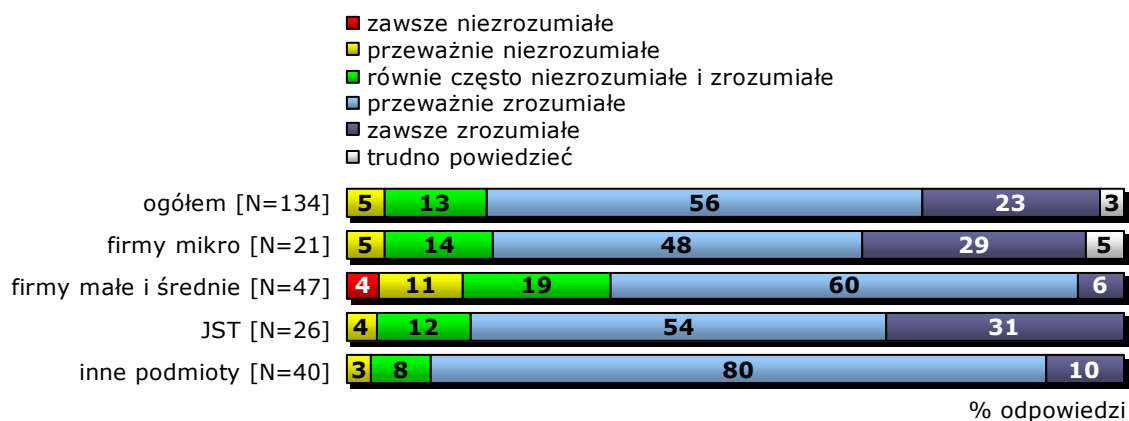 zawsze niezrozumiałe
przeważnie niezrozumiałe
równie często niezrozumiałe i zrozumiałe
przeważnie zrozumiałe
zawsze zrozumiałe
trudno powiedzieć
ogółem [N=134] 5 13 56 23 3
firmy mikro [N=21] 5 14 48 29 5
firmy małe i średnie [N=47] 4 11 19 60 6
JST [N=26] 4 12 54 31
inne podmioty [N=40] 3 8 80 10
% odpowiedzi